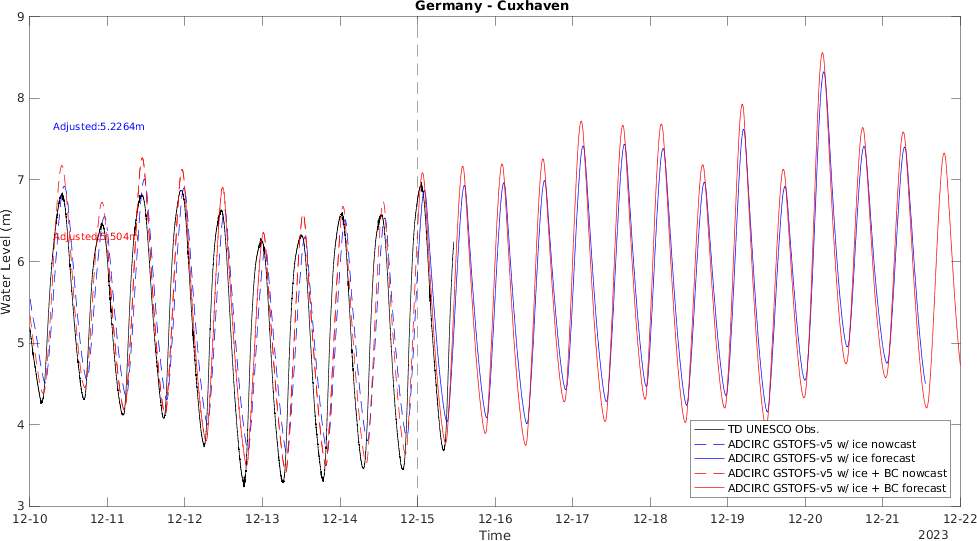 Germany - Cuxhaven
9
8
7
6
5
4
3
Water Level (m)
Adjusted:5.2264m
Adjusted:5.504m
TD UNESCO Obs.
ADCIRC GSTOFS-v5 w/ ice nowcast
ADCIRC GSTOFS-v5 w/ ice forecast
ADCIRC GSTOFS-v5 w/ ice + BC nowcast
ADCIRC GSTOFS-v5 w/ ice + BC forecast
12-10 12-11 12-12 12-13 12-14 12-15 12-16 12-17 12-18 12-19 12-20 12-21 12-22
Time
2023